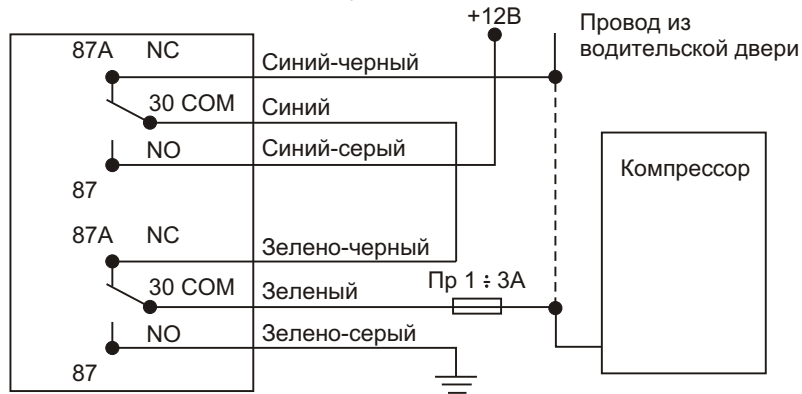 +12В
Провод из
водительской двери
87A NC
Синий-черный
30 COM
Синий
NO
Синий-серый
87
Компрессор
87A NC
Зелено-черный
30 COM
Зеленый
Пр 1 ÷ 3А
NO
Зелено-серый
87